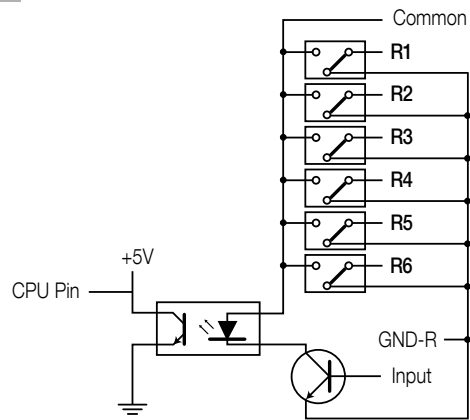 Common
R1
R2
R3
R4
R5
R6
+5V
CPU Pin
GND-R
Input